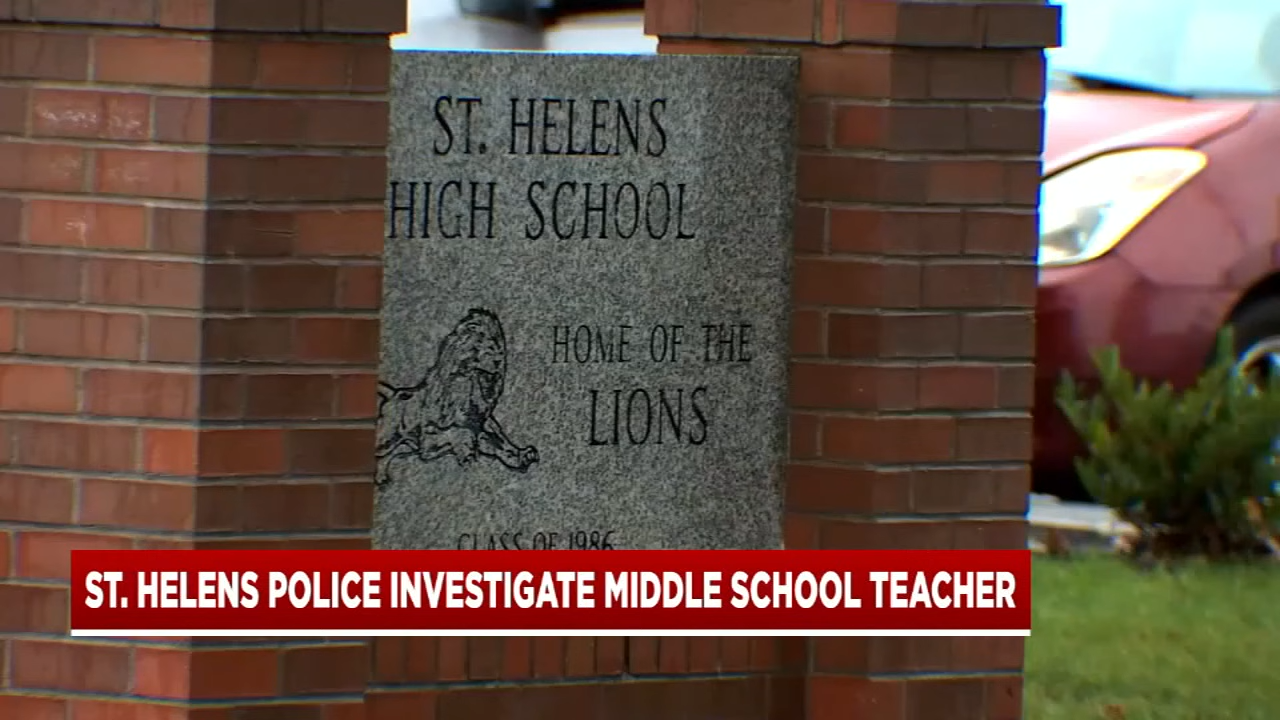 ST. HELENS
HIGH SCHOOL
HOME OF THE
LIONS
CLASS OF 1986
ST. HELENS POLICE INVESTIGATE MIDDLE SCHOOL TEACHER